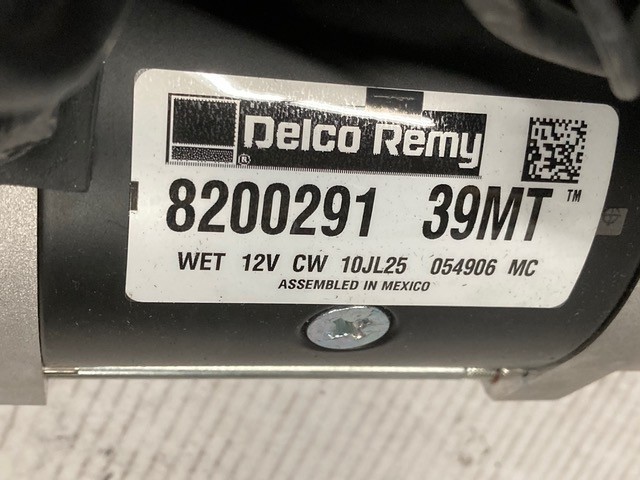 Delco Remy
®
8200291 39MT™
WET 12V CW 10JL25 054906 MC
ASSEMBLED IN MEXICO